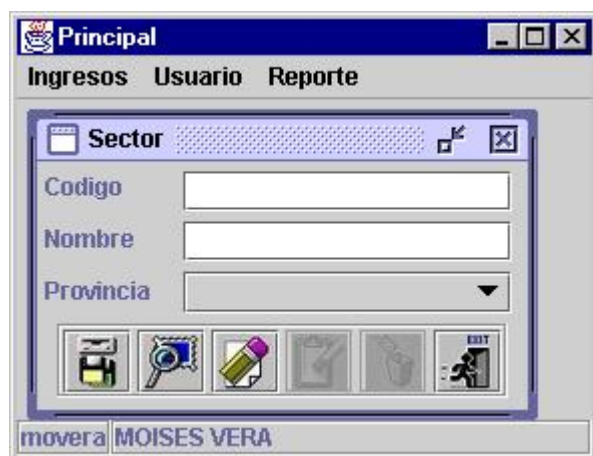 Principal
Ingresos Usuario Reporte
Sector
Codigo
Nombre
Provincia
EXIT
movera MOISES VERA